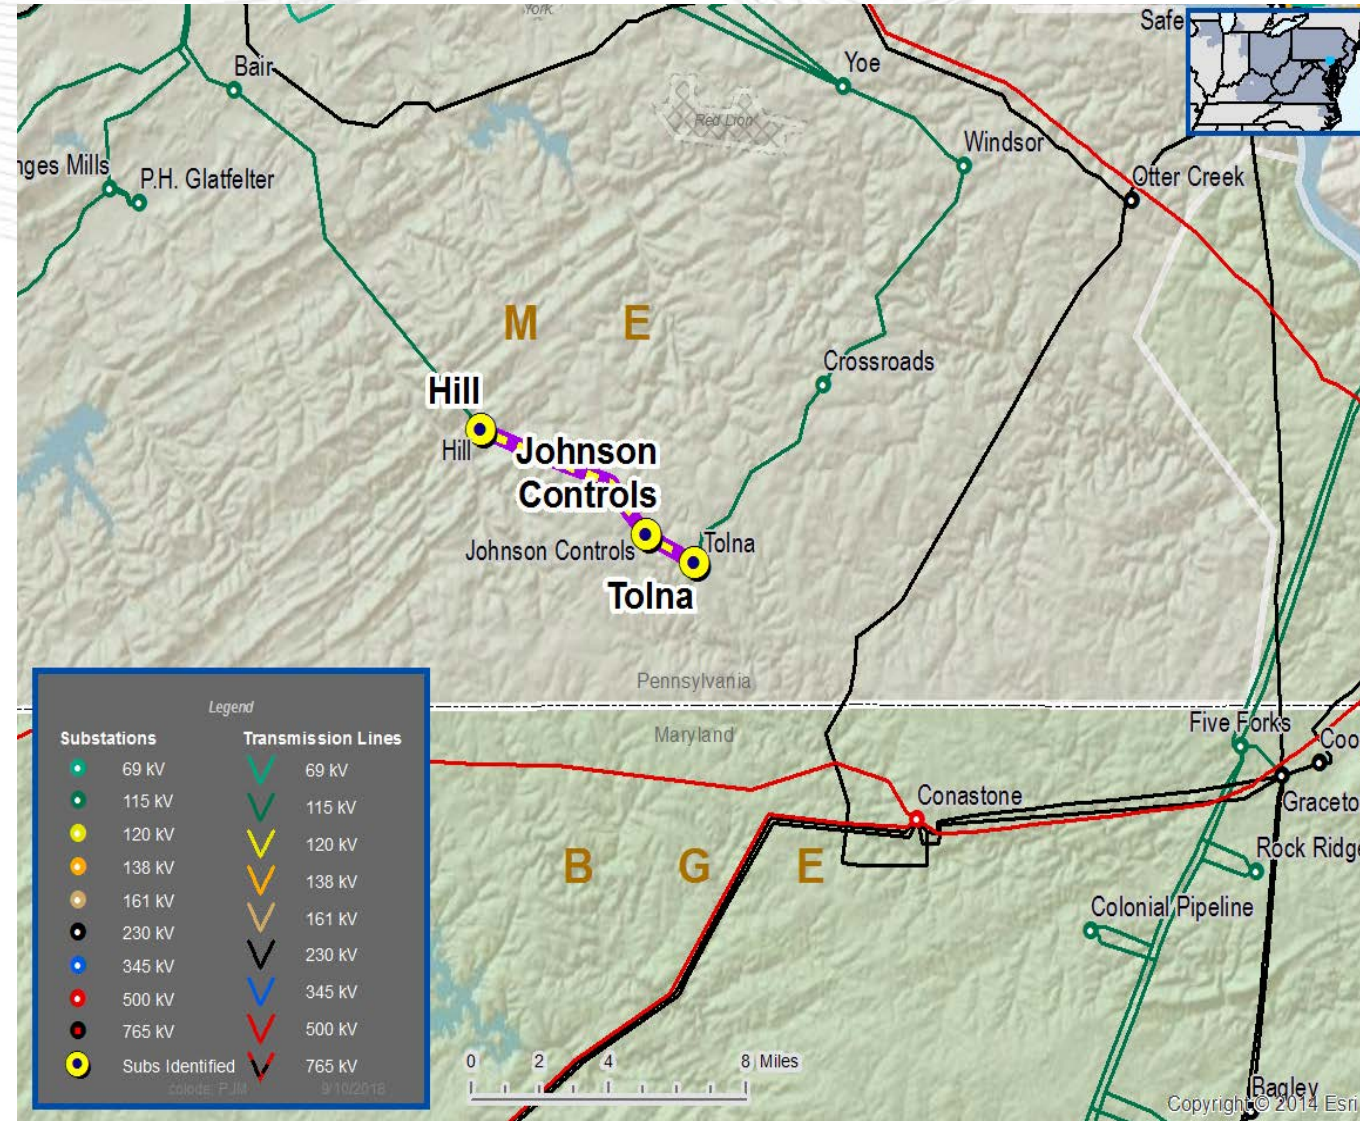 York
Safe
Bair
Yoe
Red Lion
Windsor
nges Mills
P.H. Glatfelter
Otter Creek
M E
Crossroads
Hill
Hill
Johnson
Controls
Johnson Controls
Tolna
Tolna
Pennsylvania
Maryland
Five Forks
Coo
Conastone
Graceto
Rock Ridge
B G E
Colonial Pipeline
Bagley
Legend
Substations
Transmission Lines
69 kV
69 kV
115 kV
115 kV
120 kV
120 kV
138 kV
138 kV
161 kV
161 kV
230 kV
230 kV
345 kV
345 kV
500 kV
500 kV
765 kV
765 kV
Subs Identified
PJM
9/10/2018
0 2 4 8 Miles
Copyright © 2014 Esri